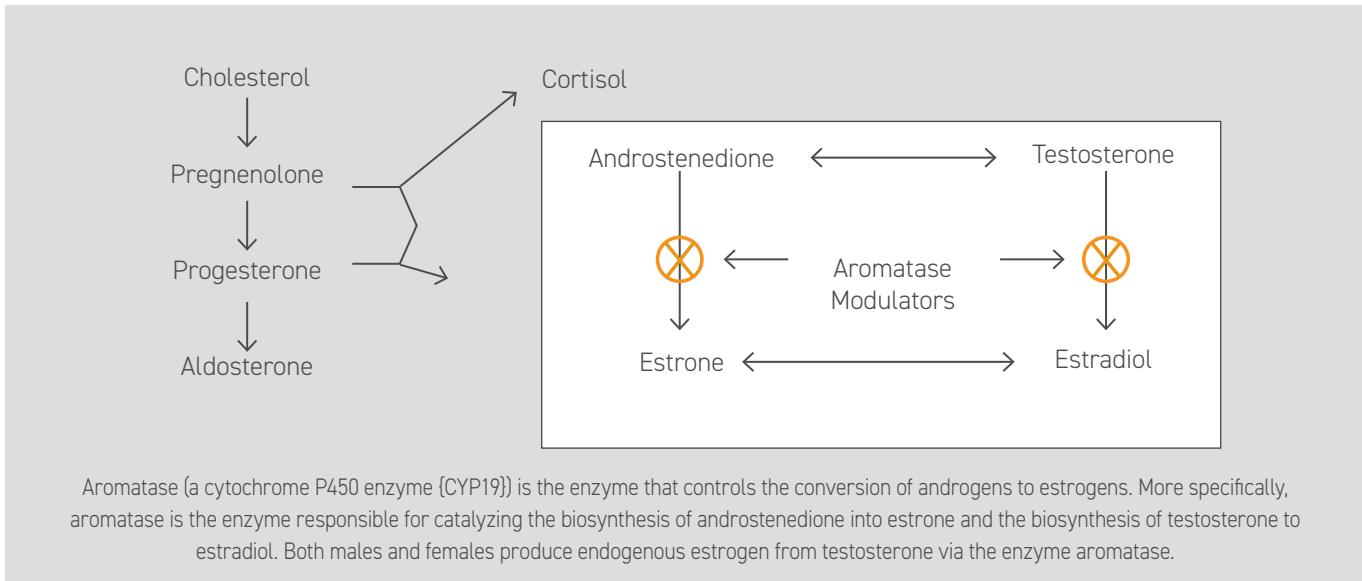 Cholesterol
Cortisol
Pregnenolone
Progesterone
Aldosterone
Androstenedione
Testosterone
Aromatase
Modulators
Estrone
Estradiol
Aromatase (a cytochrome P450 enzyme {CYP19}) is the enzyme that controls the conversion of androgens to estrogens. More specifically,
aromatase is the enzyme responsible for catalyzing the biosynthesis of androstenedione into estrone and the biosynthesis of testosterone to
estradiol. Both males and females produce endogenous estrogen from testosterone via the enzyme aromatase.